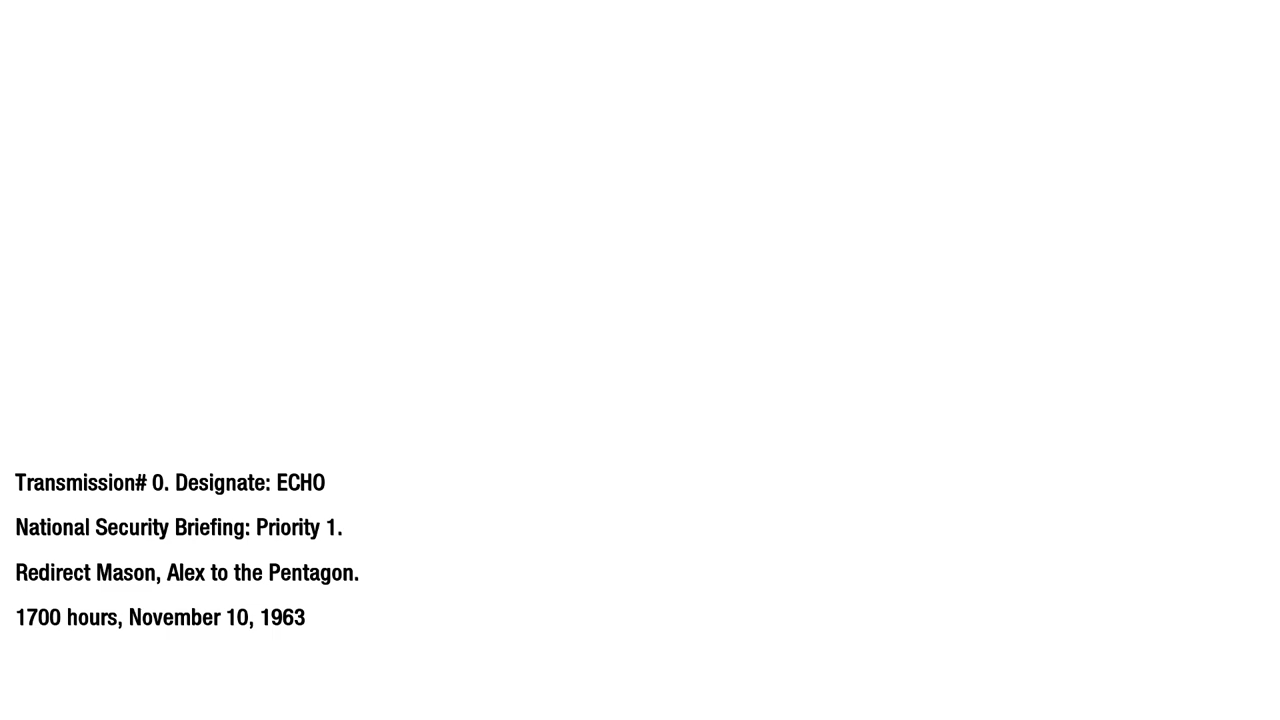 Transmission# 0. Designate: ECHO
National Security Briefing: Priority 1.
Redirect Mason, Alex to the Pentagon.
1700 hours, November 10, 1963